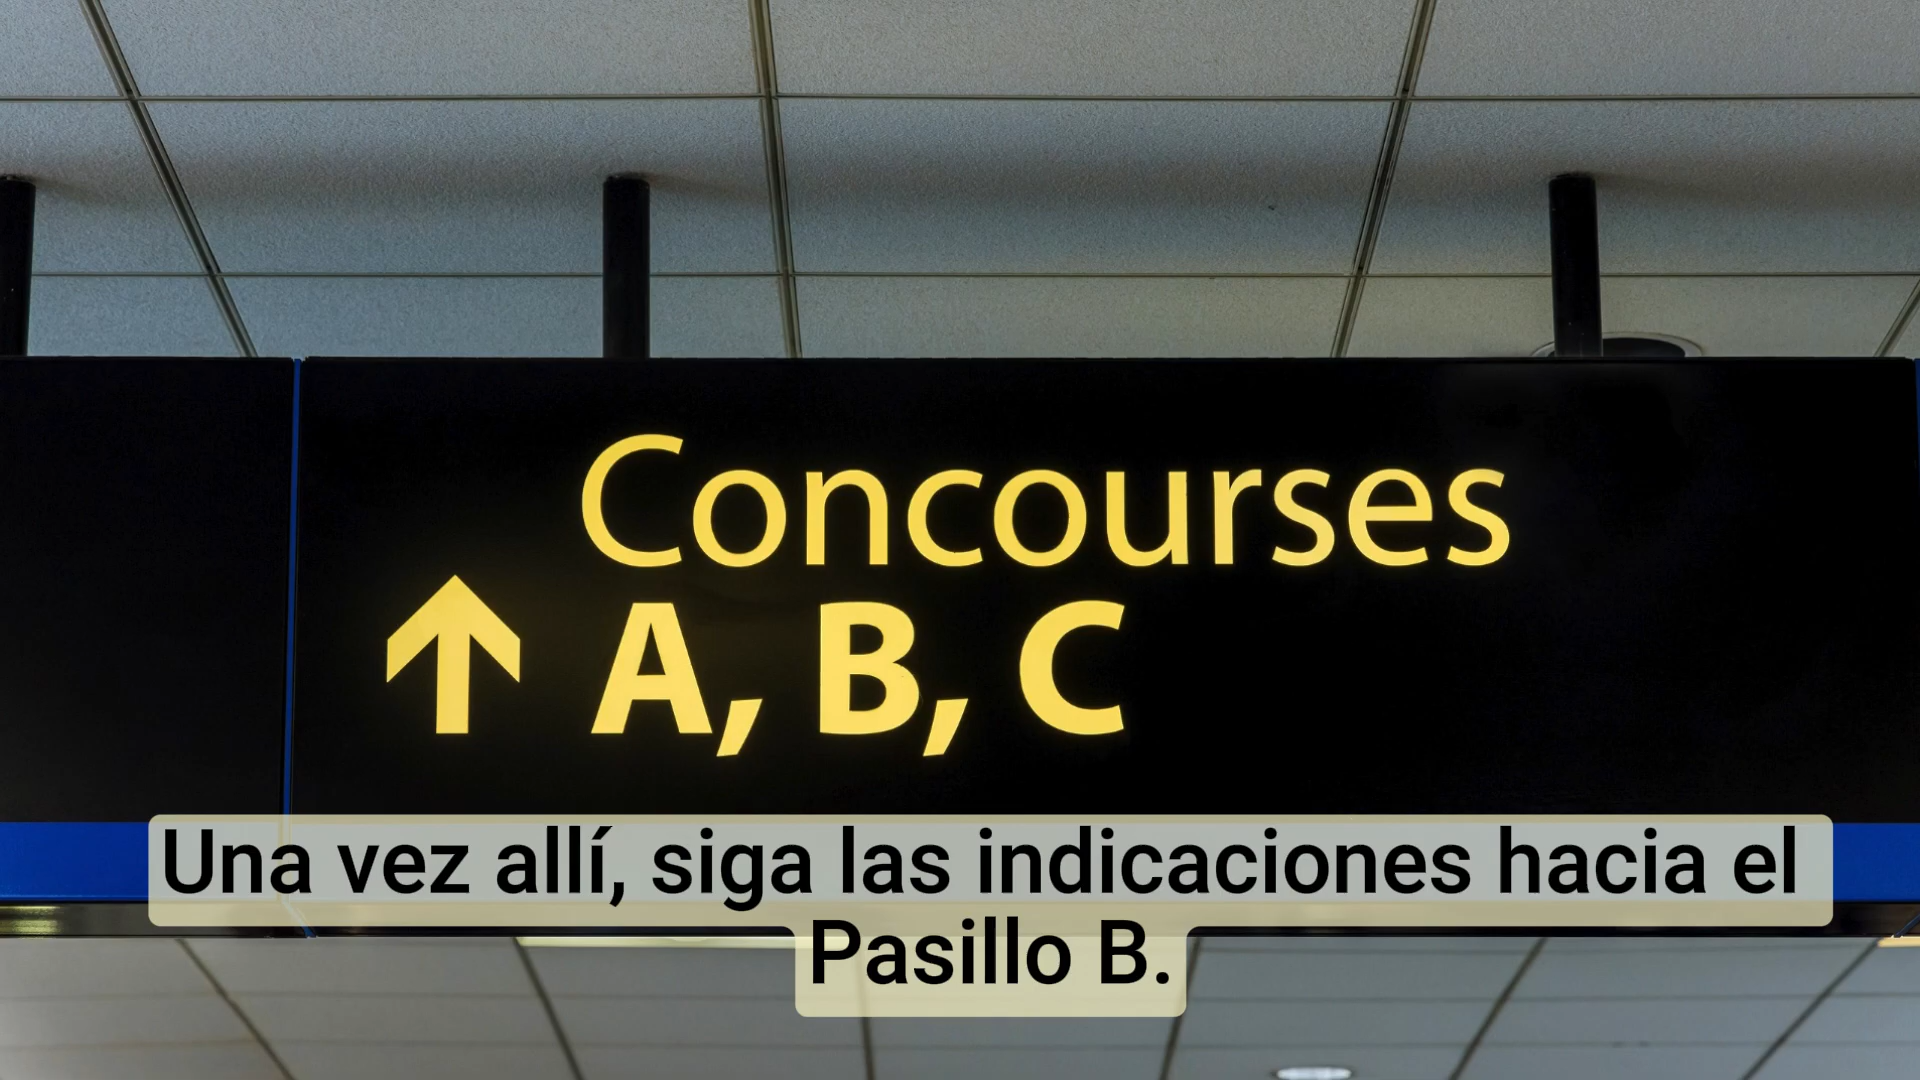 Concourses
A, B, C
Una vez allí, siga las indicaciones hacia el
Pasillo B.